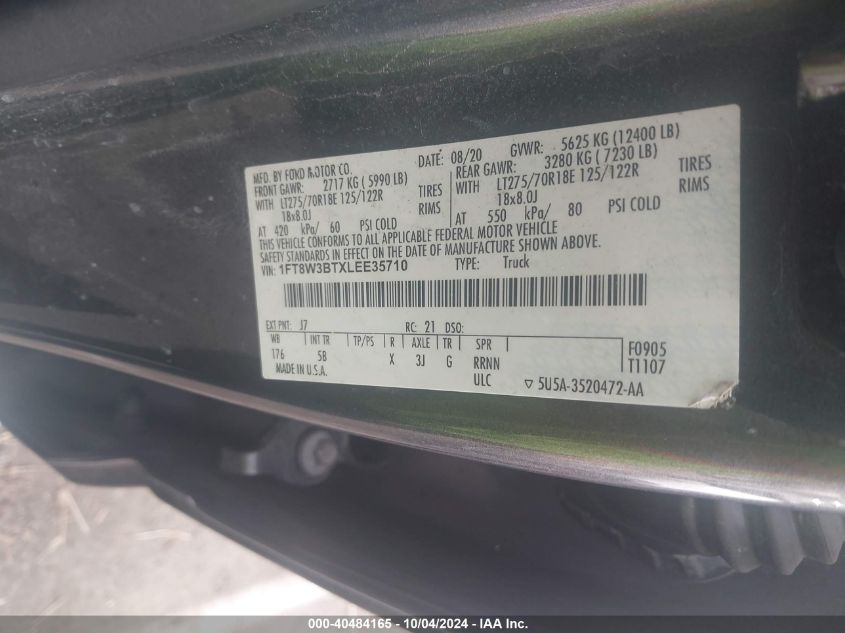 MFD. BY FORD MOTOR CO. DATE: 08/20 GVWR: 5625 KG (12400 LB)
FRONT GAWR: 2717 KG ( 5990 LB) REAR GAWR: 3280 KG ( 7230 LB)
WITH LT275/70R18E 125/122R TIRES WITH LT275/70R18E 125/122R TIRES
18x8.0J RIMS 18x8.0J RIMS
AT 420 kPa/ 60 PSI COLD AT 550 kPa/ 80 PSI COLD
THIS VEHICLE CONFORMS TO ALL APPLICABLE FEDERAL MOTOR VEHICLE
SAFETY STANDARDS IN EFFECT ON THE DATE OF MANUFACTURE SHOWN ABOVE.
VIN: 1FT8W3BTXLEE35710 TYPE: Truck
EXT PNT: J7 RC: 21 DSO:
WB INT TR TP/PS R AXLE TR SPR F0905
176 5B X 3J G RRNN T1107
MADE IN U.S.A. ULC ▽ 5U5A-3520472-AA
---40484165 - 10/04/2024 - IAAI.com.---